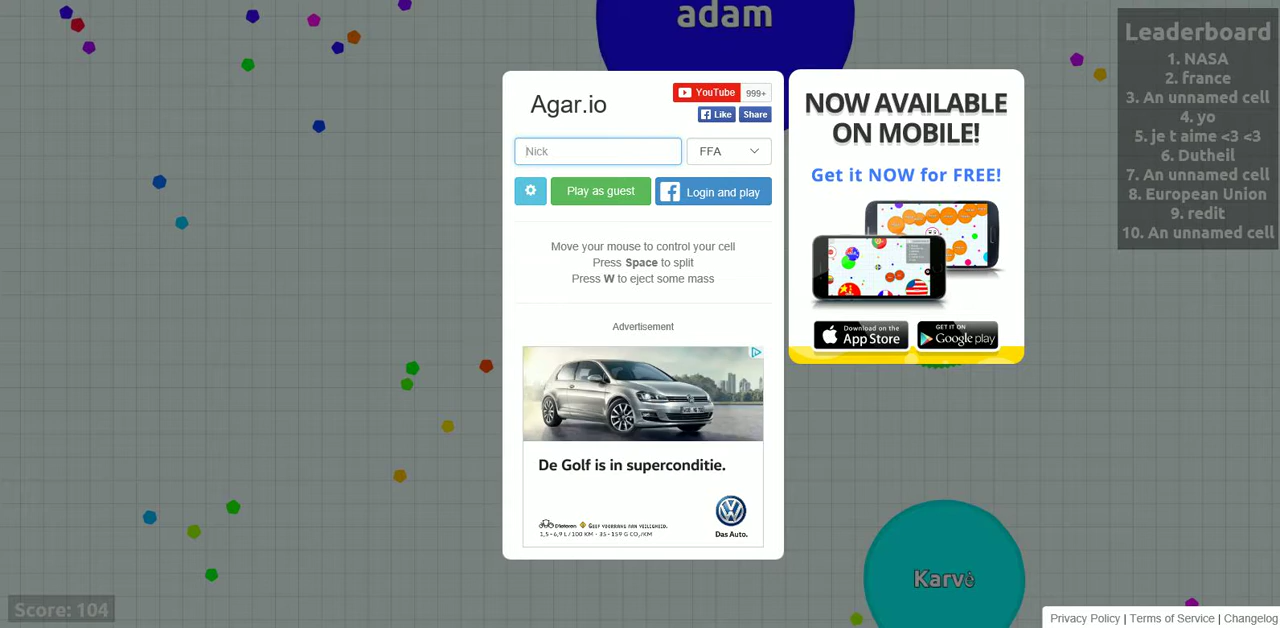 adam
Leaderboard
1. NASA
2. france
3. An unnamed cell
4. yo
5. je t aime <3 <3
6. Dutheil
7. An unnamed cell
8. European Union
9. redit
10. An unnamed cell
Agar.io
YouTube 999+
Like Share
Nick
FFA
Play as guest
Login and play
Move your mouse to control your cell
Press Space to split
Press W to eject some mass
Advertisement
De Golf is in superconditie.
GEEF VOORRANG AAN VEILIGHEID.
Das Auto.
NOW AVAILABLE
ON MOBILE!
Get it NOW for FREE!
Download on the
App Store
GET IT ON
Google play
Score: 104
Privacy Policy | Terms of Service | Changelog